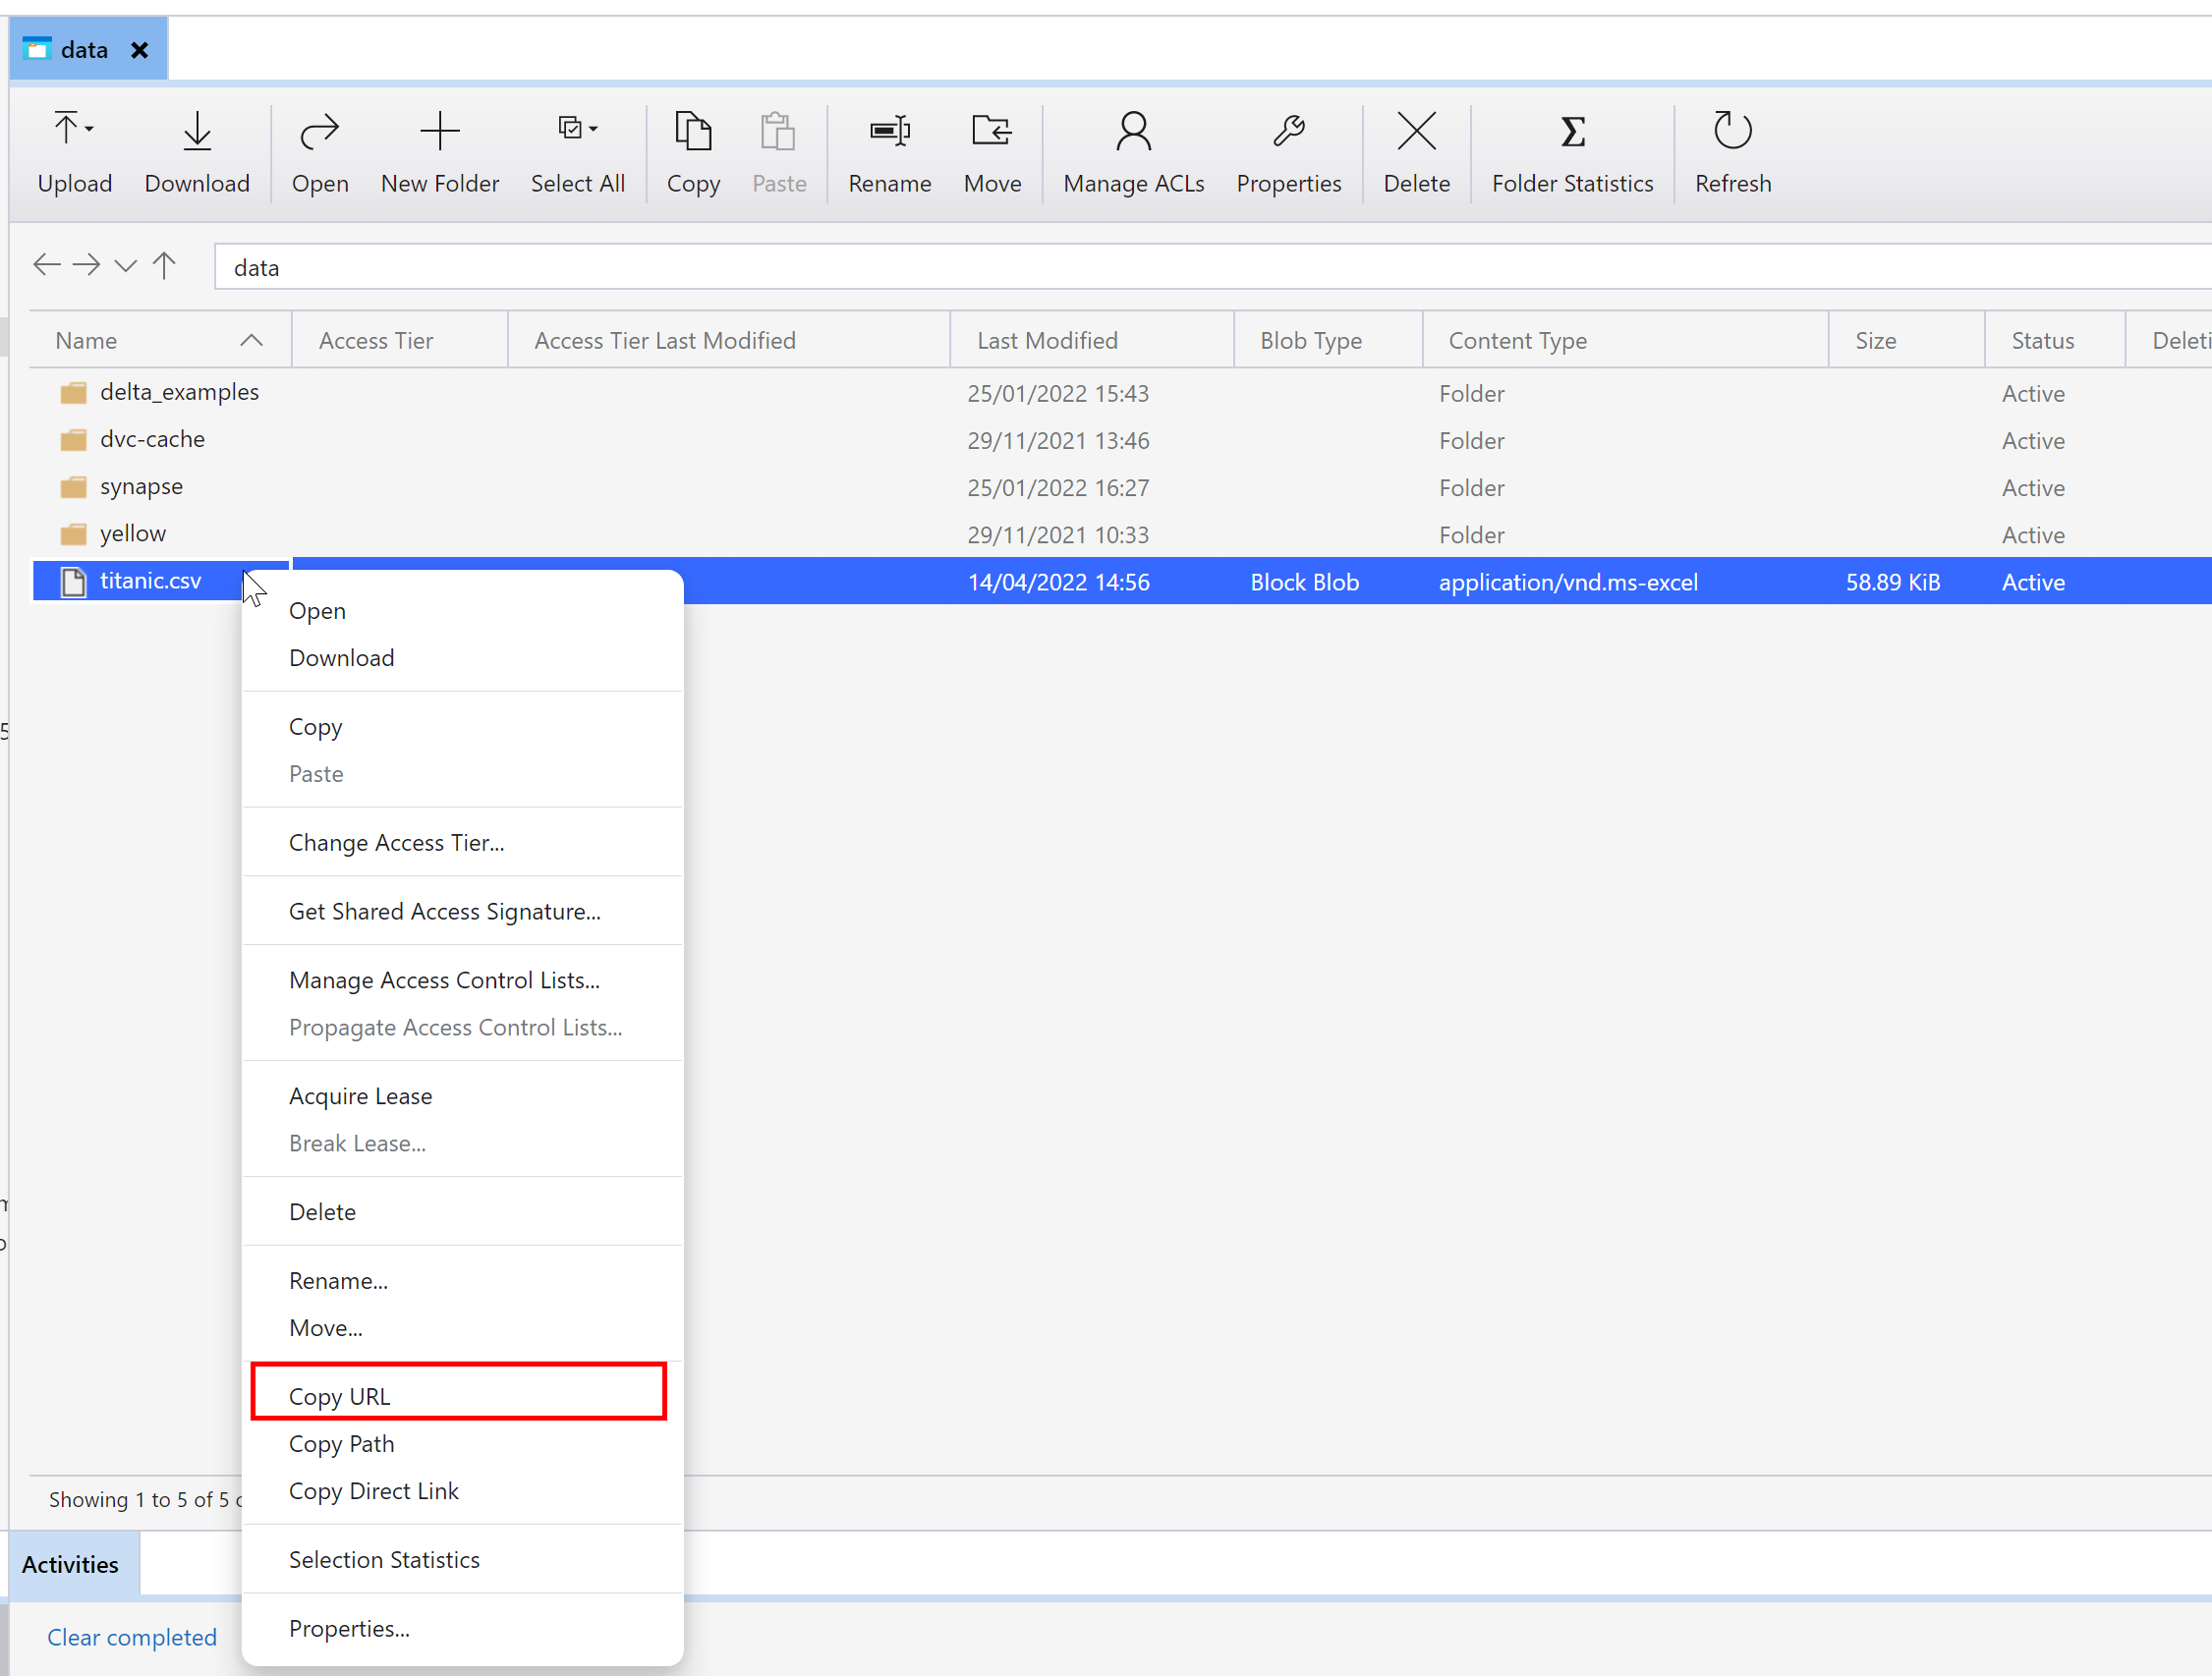 data
Upload Download Open New Folder Select All Copy Paste Rename Move Manage ACLs Properties Delete Folder Statistics Refresh
data
Name Access Tier Access Tier Last Modified Last Modified Blob Type Content Type Size Status
delta_examples 25/01/2022 15:43 Folder Active
dvc-cache 29/11/2021 13:46 Folder Active
synapse 25/01/2022 16:27 Folder Active
yellow 29/11/2021 10:33 Folder Active
titanic.csv 14/04/2022 14:56 Block Blob application/vnd.ms-excel 58.89 KiB Active
Open
Download
Copy
Paste
Change Access Tier...
Get Shared Access Signature...
Manage Access Control Lists...
Propagate Access Control Lists...
Acquire Lease
Break Lease...
Delete
Rename...
Move...
Copy URL
Copy Path
Copy Direct Link
Selection Statistics
Properties...
Showing 1 to 5 of 5
Activities
Clear completed